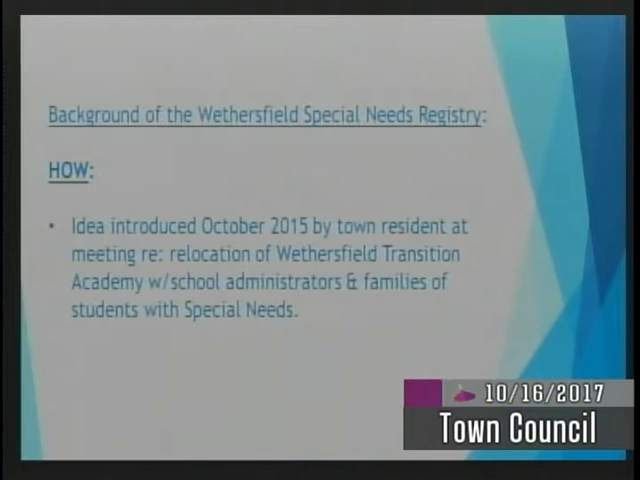 Background of the Wethersfield Special Needs Registry:
HOW:
• Idea introduced October 2015 by town resident at
meeting re: relocation of Wethersfield Transition
Academy w/school administrators & families of
students with Special Needs.
10/16/2017
Town Council